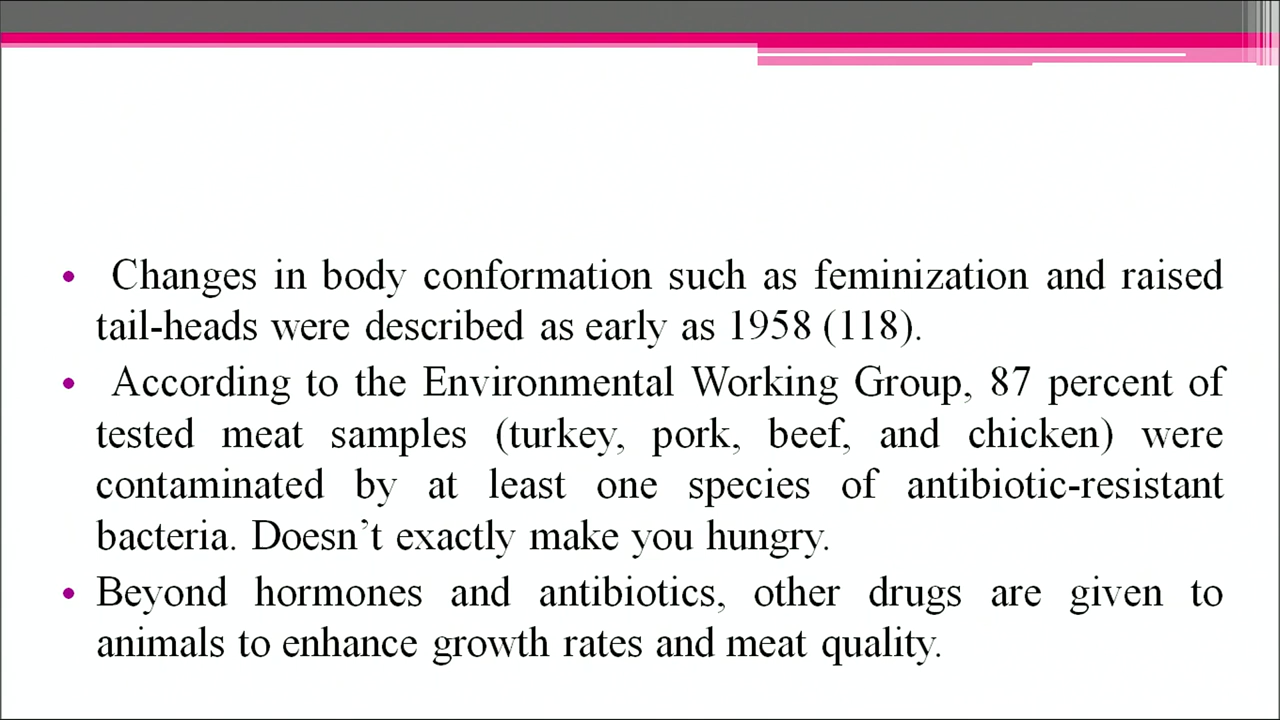 • Changes in body conformation such as feminization and raised
tail-heads were described as early as 1958 (118).
• According to the Environmental Working Group, 87 percent of
tested meat samples (turkey, pork, beef, and chicken) were
contaminated by at least one species of antibiotic-resistant
bacteria. Doesn’t exactly make you hungry.
• Beyond hormones and antibiotics, other drugs are given to
animals to enhance growth rates and meat quality.